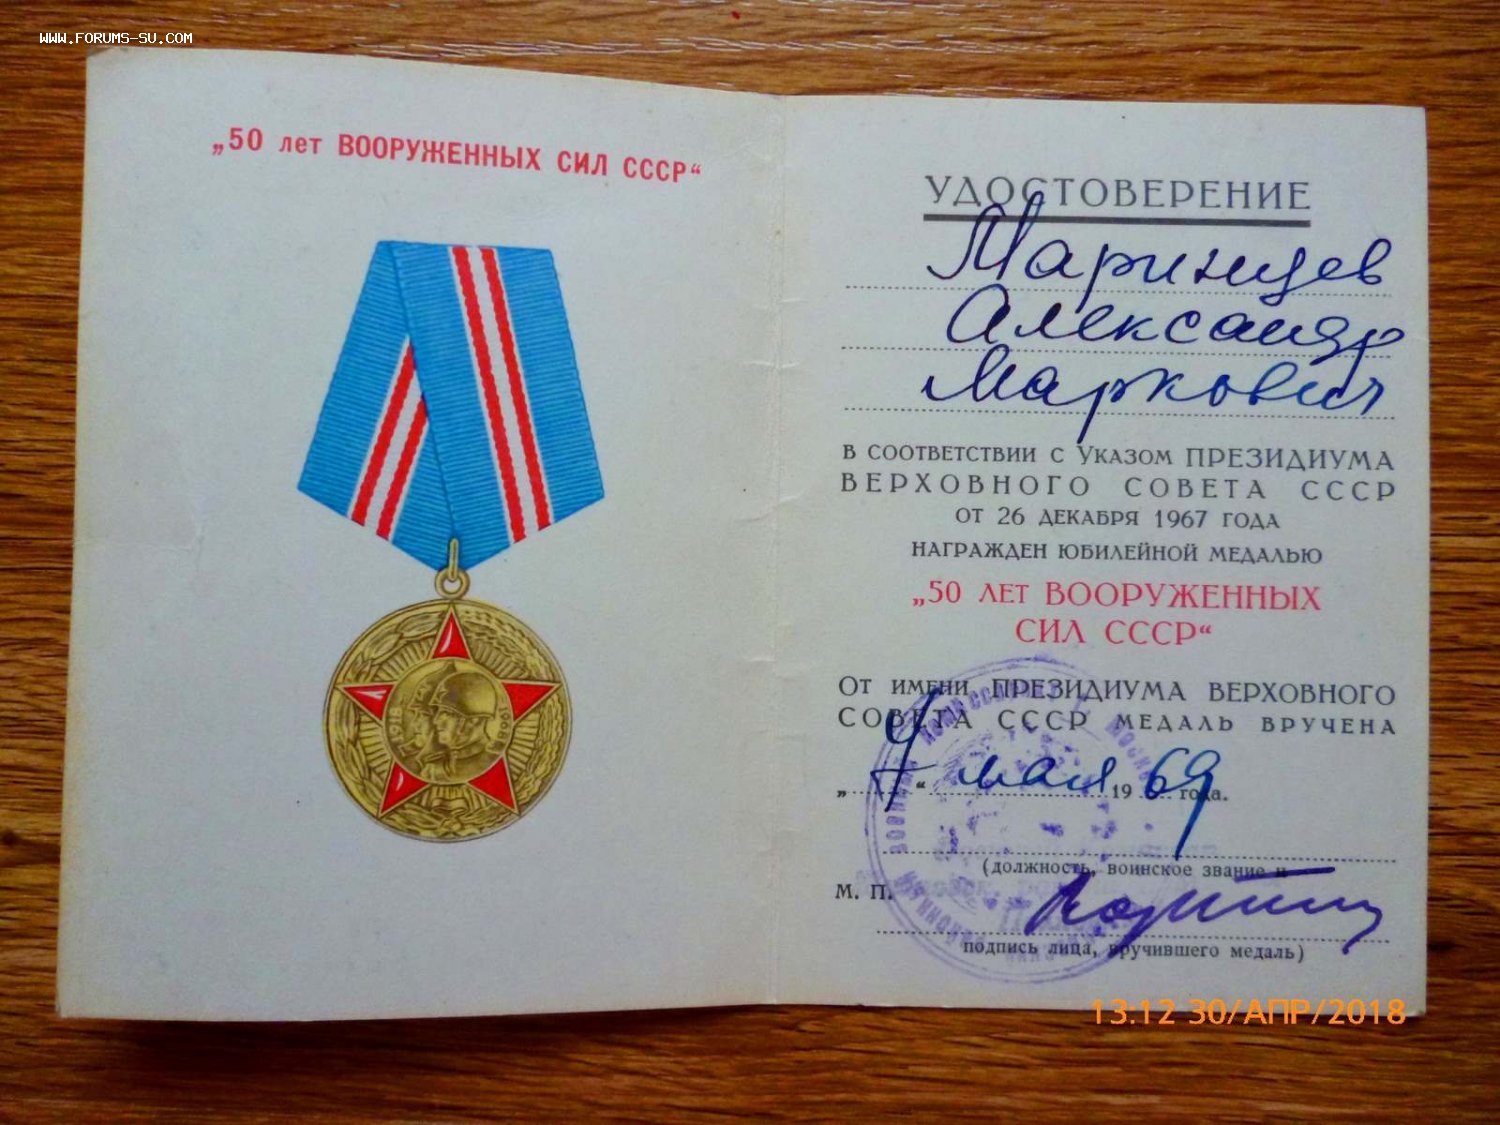 WWW.FORUMS-SU.COM
„50 лет ВООРУЖЕННЫХ СИЛ СССР“
УДОСТОВЕРЕНИЕ
Маринцев
Александр
Маркович
В СООТВЕТСТВИИ С УКАЗОМ ПРЕЗИДИУМА
ВЕРХОВНОГО СОВЕТА СССР
ОТ 26 ДЕКАБРЯ 1967 ГОДА
НАГРАЖДЕН ЮБИЛЕЙНОЙ МЕДАЛЬЮ
„50 ЛЕТ ВООРУЖЕННЫХ
СИЛ СССР“
ОТ ИМЕНИ ПРЕЗИДИУМА ВЕРХОВНОГО
СОВЕТА СССР МЕДАЛЬ ВРУЧЕНА
„ “ мая 1969 года.
(должность, воинское звание и
М. П.
подпись лица, вручившего медаль)
13.12 30/АПР/2018